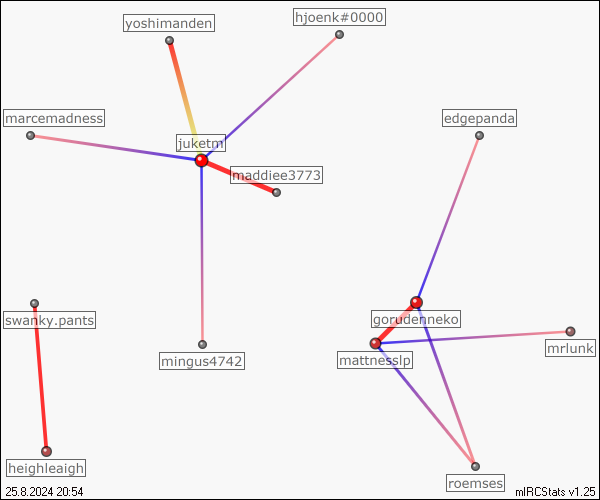 hjoenk#0000
yoshimanden
marcemadness
edgepanda
juketm
maddiee3773
swanky.pants
gorudenneko
mrlunk
mingus4742
mattnesslp
heighleaigh
roemses
25.8.2024 20:54
mIRCStats v1.25